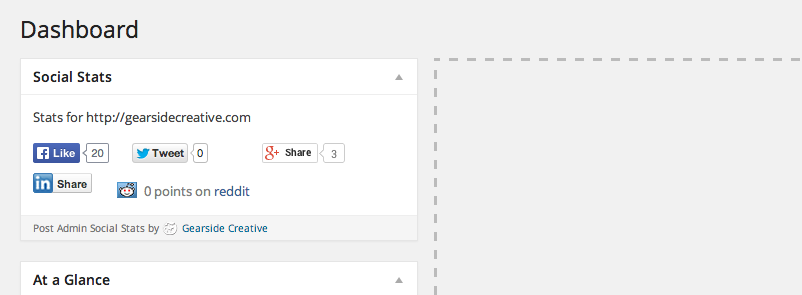 Dashboard
Social Stats
Stats for http://gearsidecreative.com
Like 20 Tweet 0 Share 3
in Share 0 points on reddit
Post Admin Social Stats by Gearside Creative
At a Glance